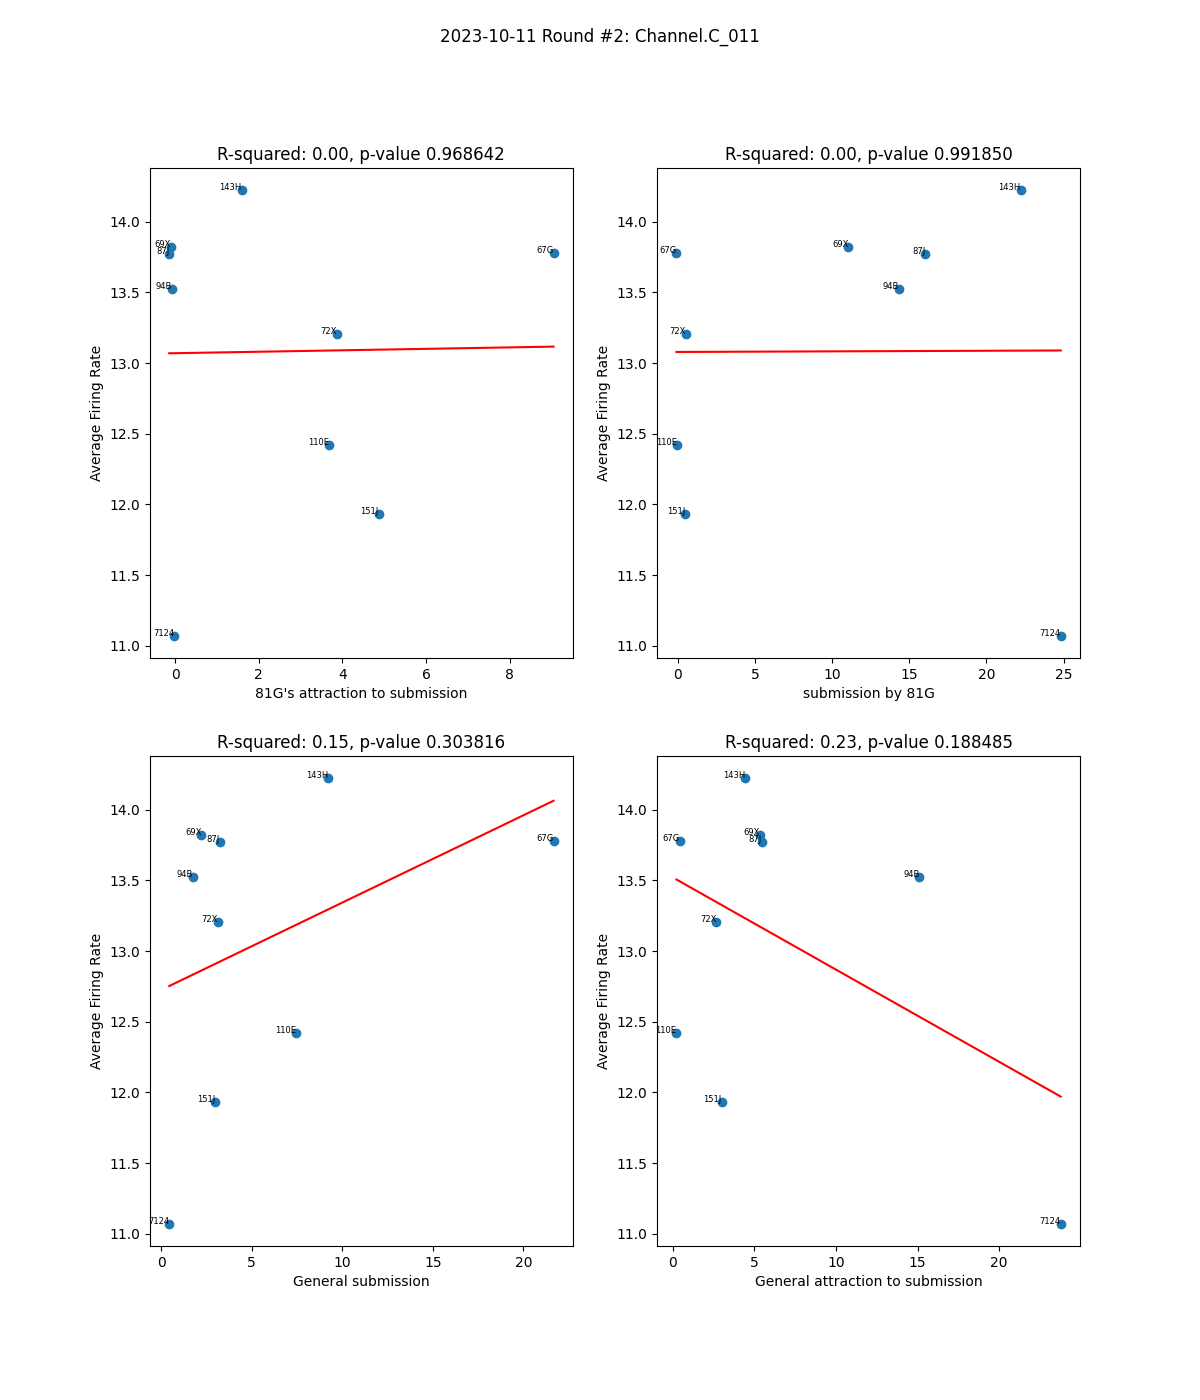 2023-10-11 Round #2: Channel.C_011
R-squared: 0.00, p-value 0.968642
Average Firing Rate
14.0
13.5
13.0
12.5
12.0
11.5
11.0
143H
69X
87J
94B
67G
72X
110E
151J
7124
0 2 4 6 8
81G's attraction to submission
R-squared: 0.00, p-value 0.991850
Average Firing Rate
14.0
13.5
13.0
12.5
12.0
11.5
11.0
143H
67G
69X
87J
94B
72X
110E
151J
7124
0 5 10 15 20 25
submission by 81G
R-squared: 0.15, p-value 0.303816
Average Firing Rate
14.0
13.5
13.0
12.5
12.0
11.5
11.0
143H
69X
87J
67G
94B
72X
110E
151J
7124
0 5 10 15 20
General submission
R-squared: 0.23, p-value 0.188485
Average Firing Rate
14.0
13.5
13.0
12.5
12.0
11.5
11.0
143H
67G
69X
87J
94B
72X
110E
151J
7124
0 5 10 15 20
General attraction to submission